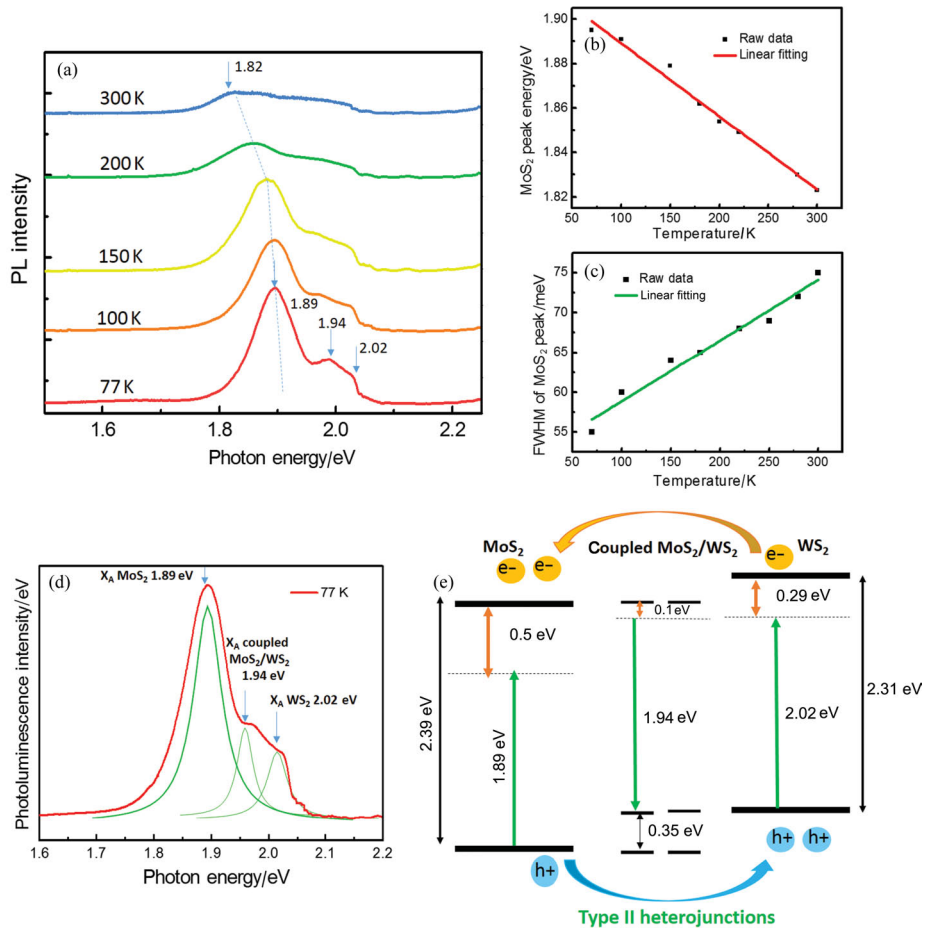 (a)
1.82
300 K
200 K
150 K
100 K
77 K
1.89
1.94
2.02
PL intensity
1.6
1.8
2.0
2.2
Photon energy/eV
(b)
Raw data
Linear fitting
MoS₂ peak energy/eV
1.90
1.88
1.86
1.84
1.82
50
100
150
200
250
300
350
Temperature/K
(c)
Raw data
Linear fitting
FWHM of MoS₂ peak /meV
75
70
65
60
55
50
100
150
200
250
300
350
Temperature/K
(d)
X_A MoS₂ 1.89 eV
77 K
X_A coupled
MoS₂/WS₂
1.94 eV
X_A WS₂ 2.02 eV
Photoluminescence intensity/eV
1.6
1.7
1.8
1.9
2.0
2.1
2.2
Photon energy/eV
(e)
MoS₂
Coupled MoS₂/WS₂
WS₂
e−
e−
e−
0.5 eV
0.1 eV
0.29 eV
2.39 eV
1.89 eV
1.94 eV
2.02 eV
2.31 eV
0.35 eV
h+
h+
h+
Type II heterojunctions